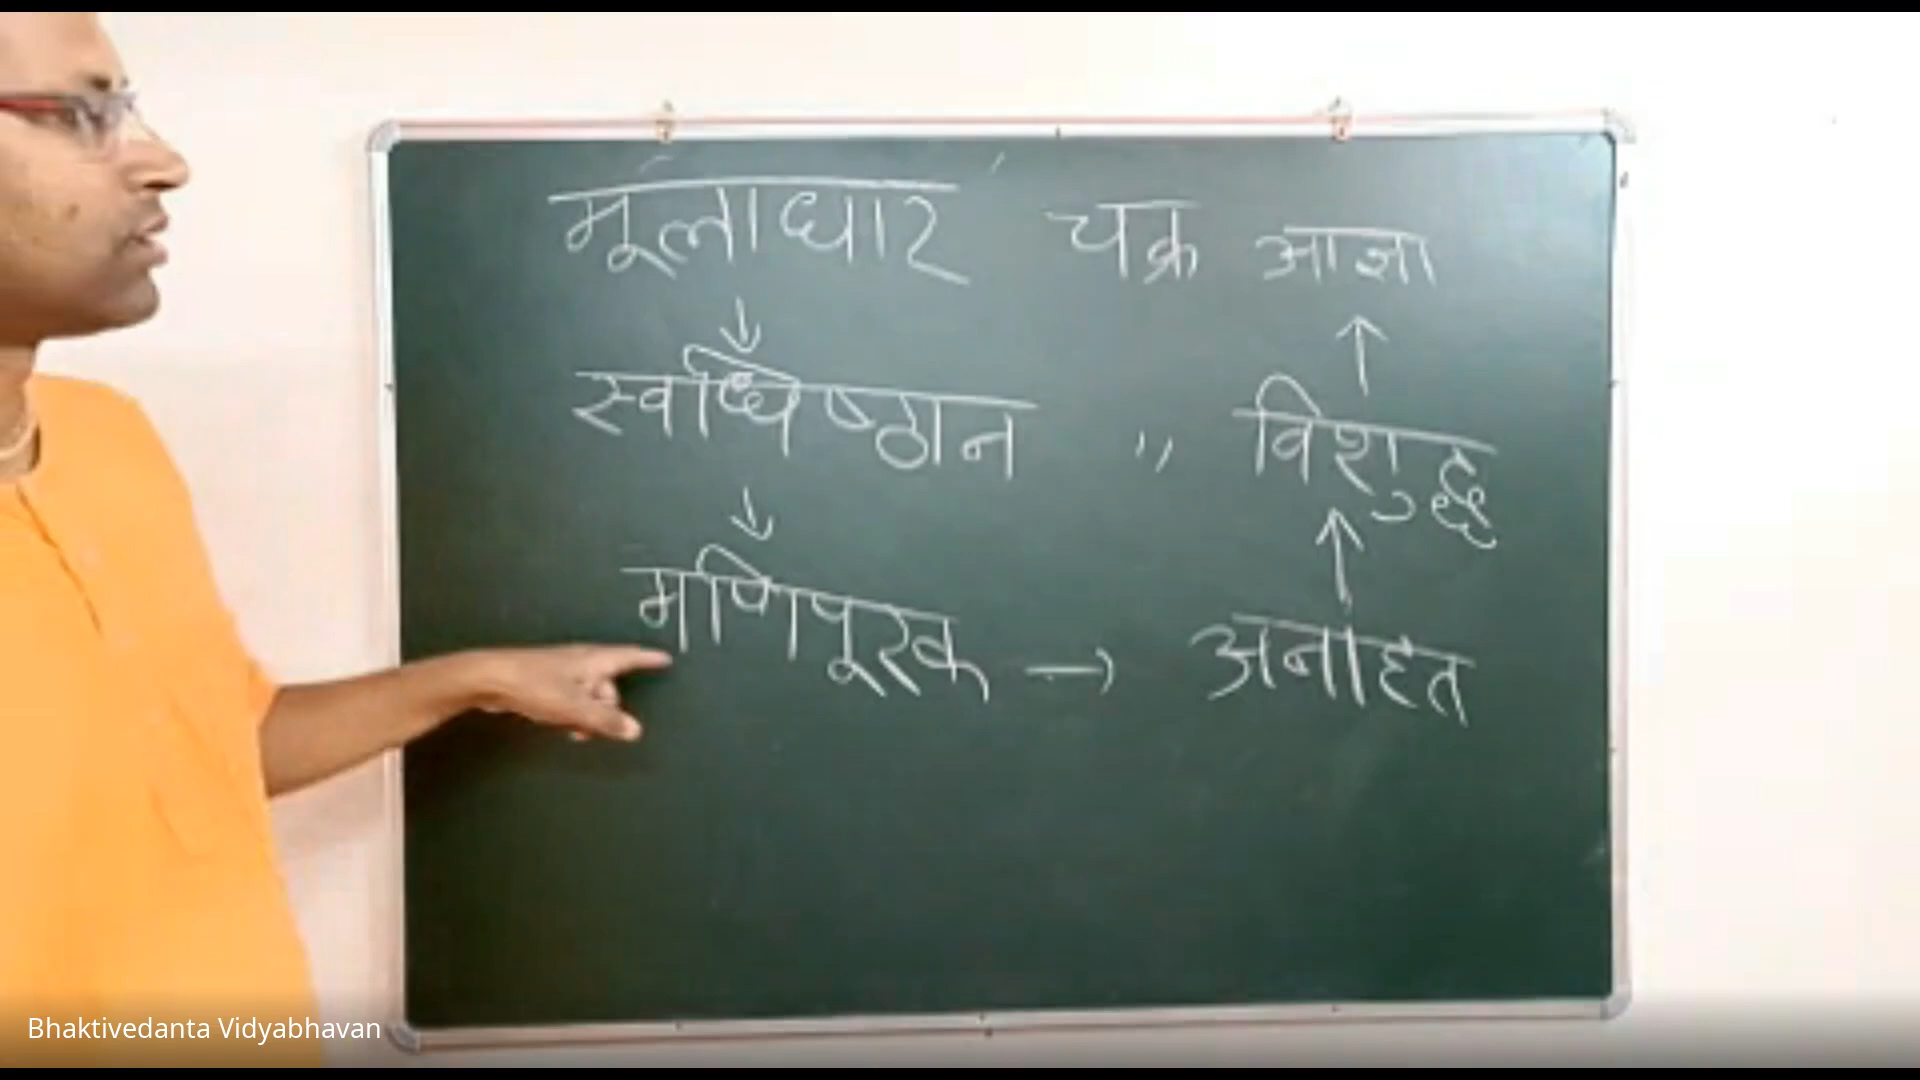 मूलाधार चक्र आज्ञा
↓ ↑
स्वाधिष्ठान " विशुद्ध
↓ ↑
मणिपूरक → अनाहत
Bhaktivedanta Vidyabhavan